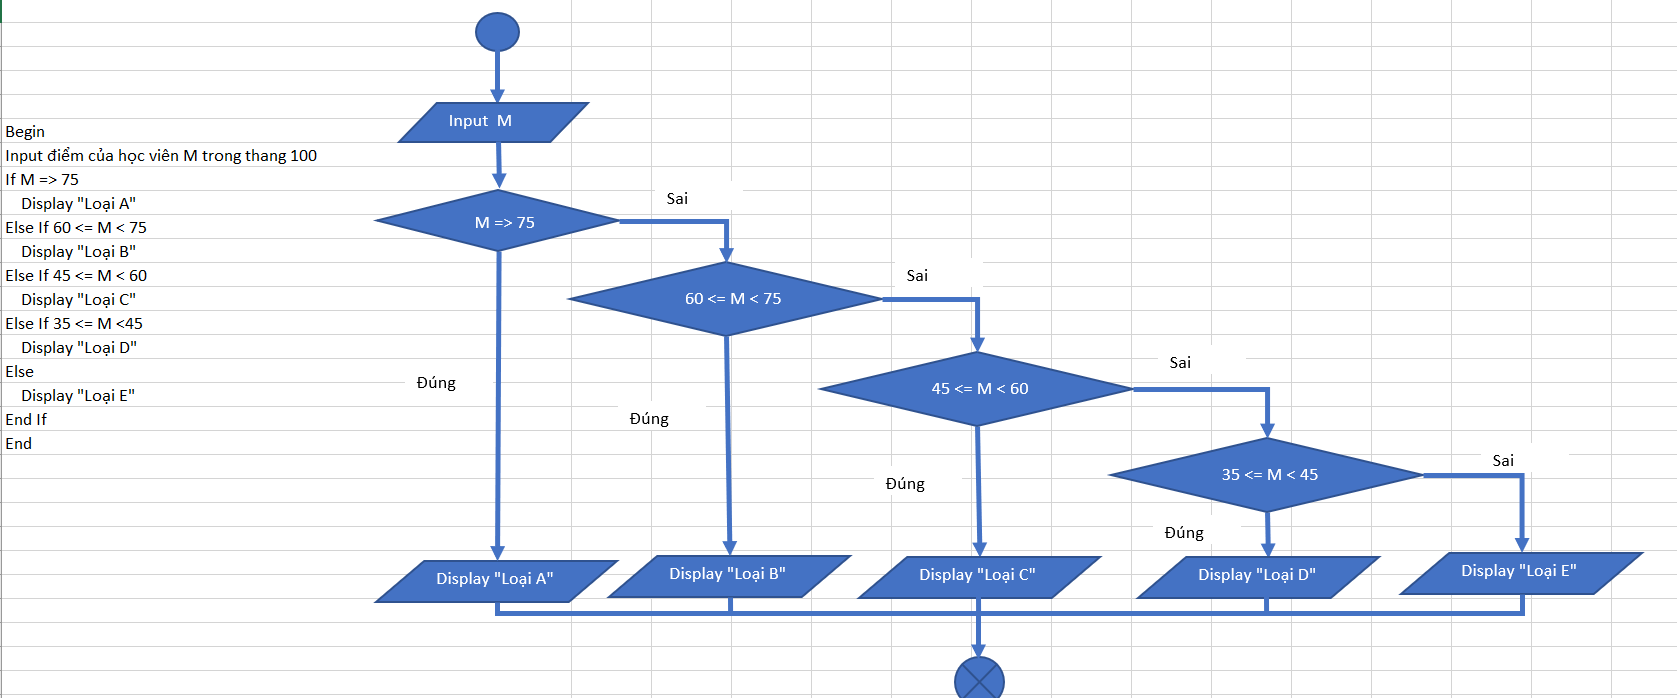 Begin
Input điểm của học viên M trong thang 100
If M => 75
Display "Loại A"
Else If 60 <= M < 75
Display "Loại B"
Else If 45 <= M < 60
Display "Loại C"
Else If 35 <= M <45
Display "Loại D"
Else
Display "Loại E"
End If
End
Input  M
M => 75
Sai
60 <= M < 75
Sai
45 <= M < 60
Sai
35 <= M < 45
Sai
Đúng
Đúng
Đúng
Đúng
Display "Loại A"
Display "Loại B"
Display "Loại C"
Display "Loại D"
Display "Loại E"